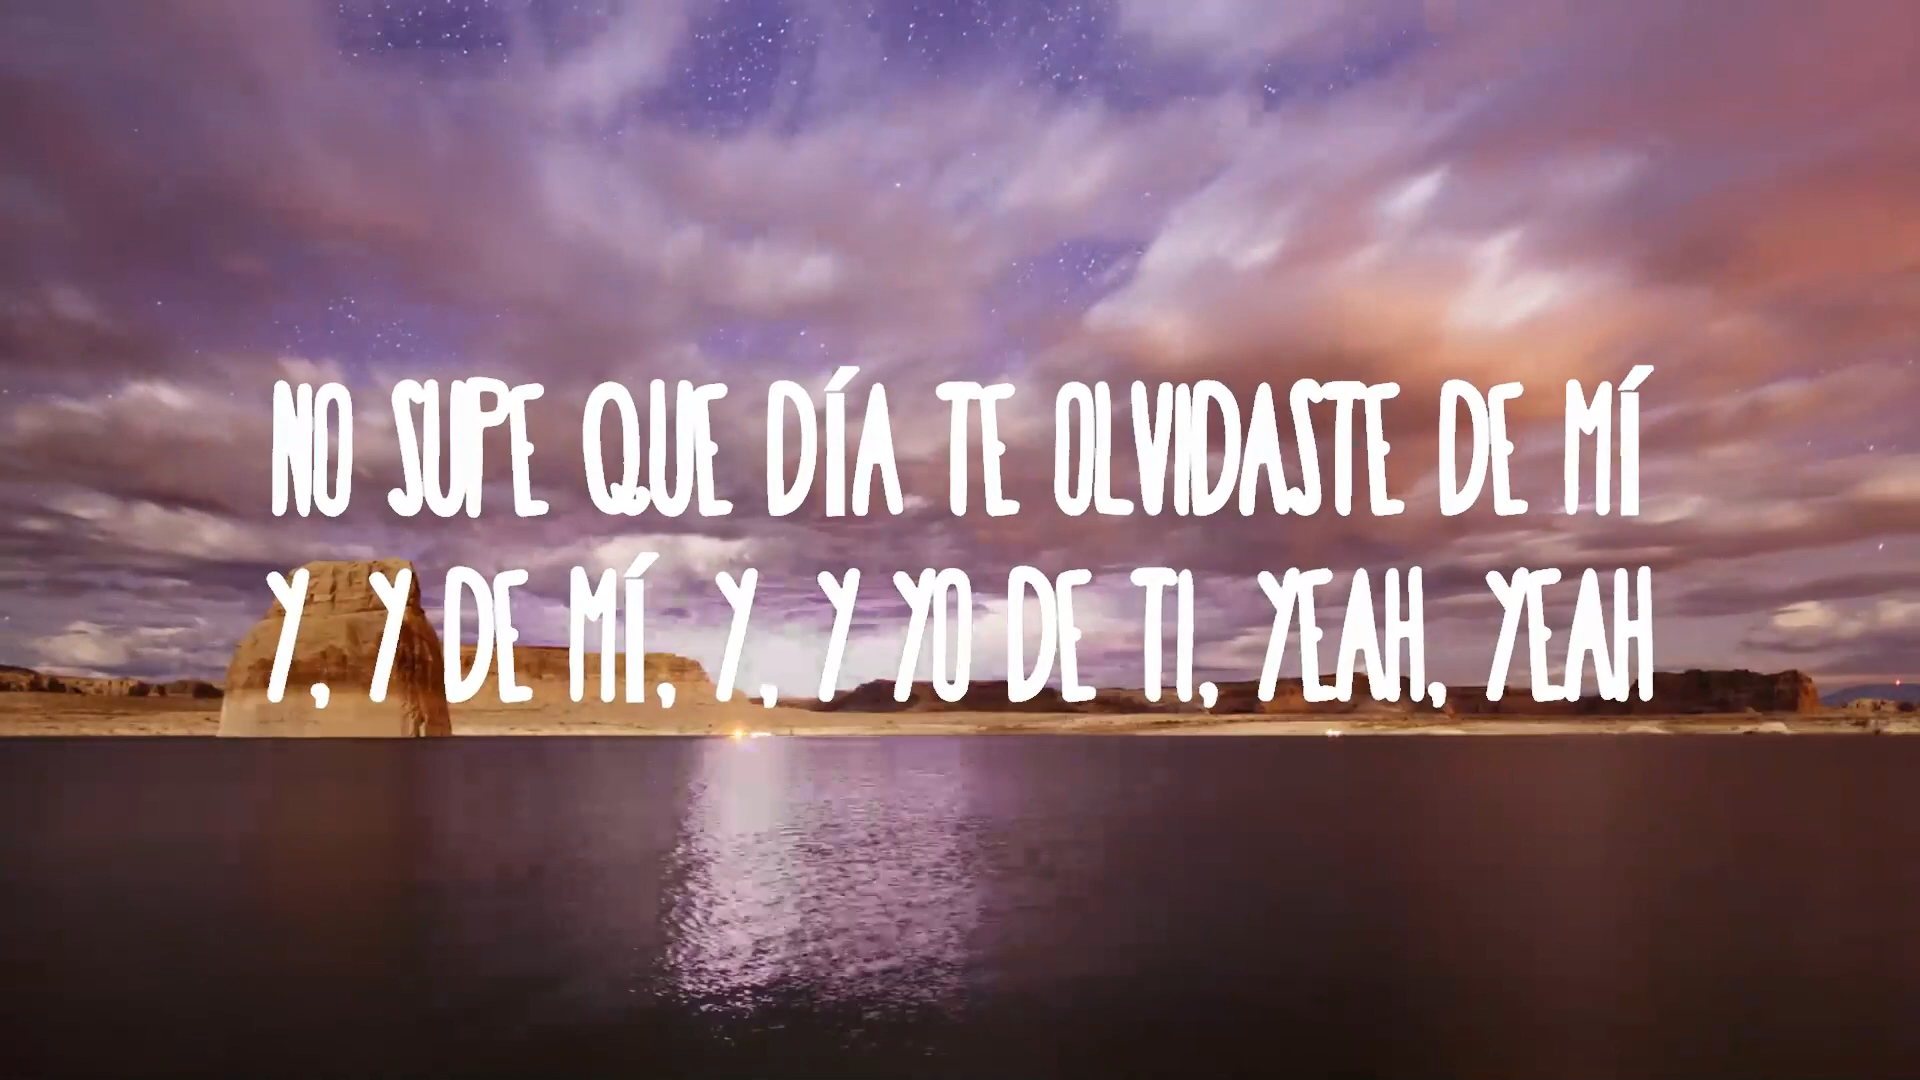 NO SUPE QUE DÍA TE OLVIDASTE DE MÍ
Y, Y DE MÍ, Y, Y YO DE TI, YEAH, YEAH